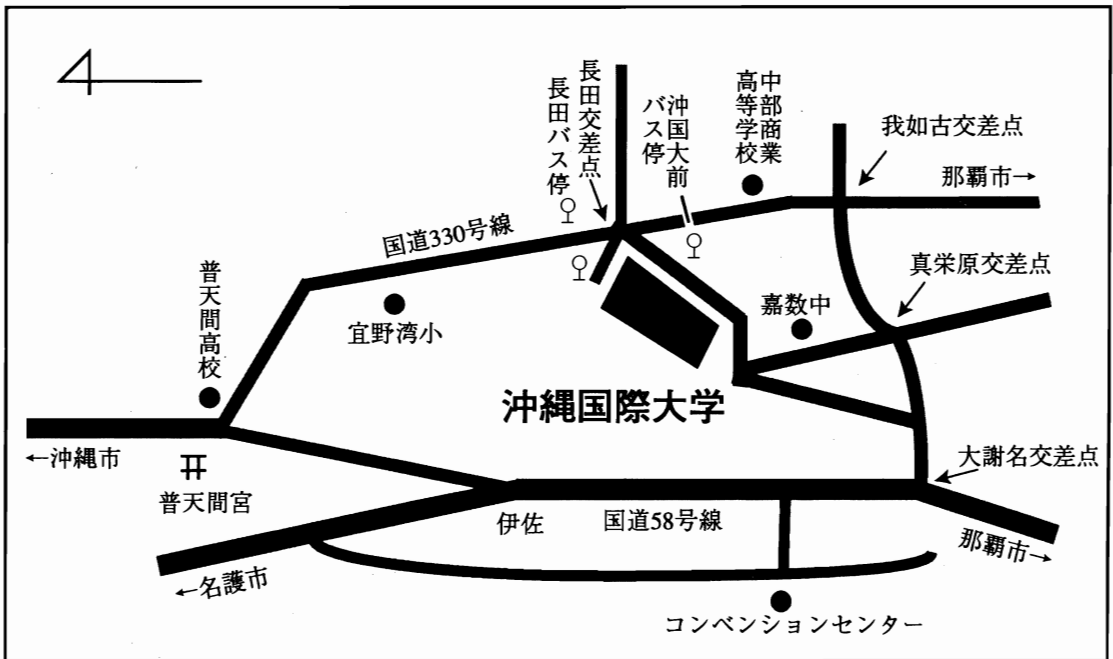 長田交差点
長田バス停
沖国大前
バス停
中部商業
高等学校
我如古交差点
那覇市→
国道330号線
真栄原交差点
普天間高校
宜野湾小
嘉数中
沖縄国際大学
←沖縄市
普天間宮
大謝名交差点
伊佐
国道58号線
那覇市→
←名護市
コンベンションセンター